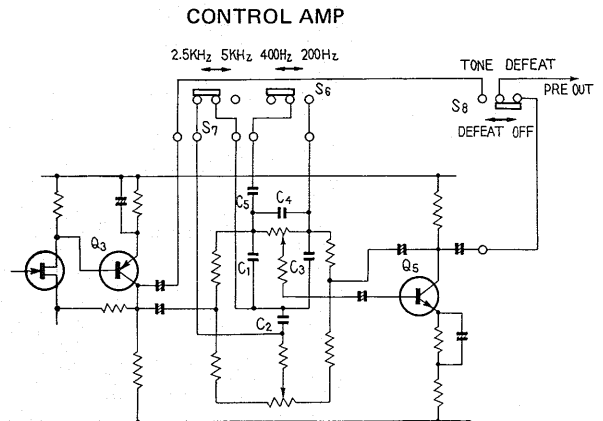 CONTROL AMP
2.5KHz 5KHz 400Hz 200Hz
TONE DEFEAT
PRE OUT
S6
S7
S8
DEFEAT OFF
C5
C4
Q3
C1
C3
Q5
C2